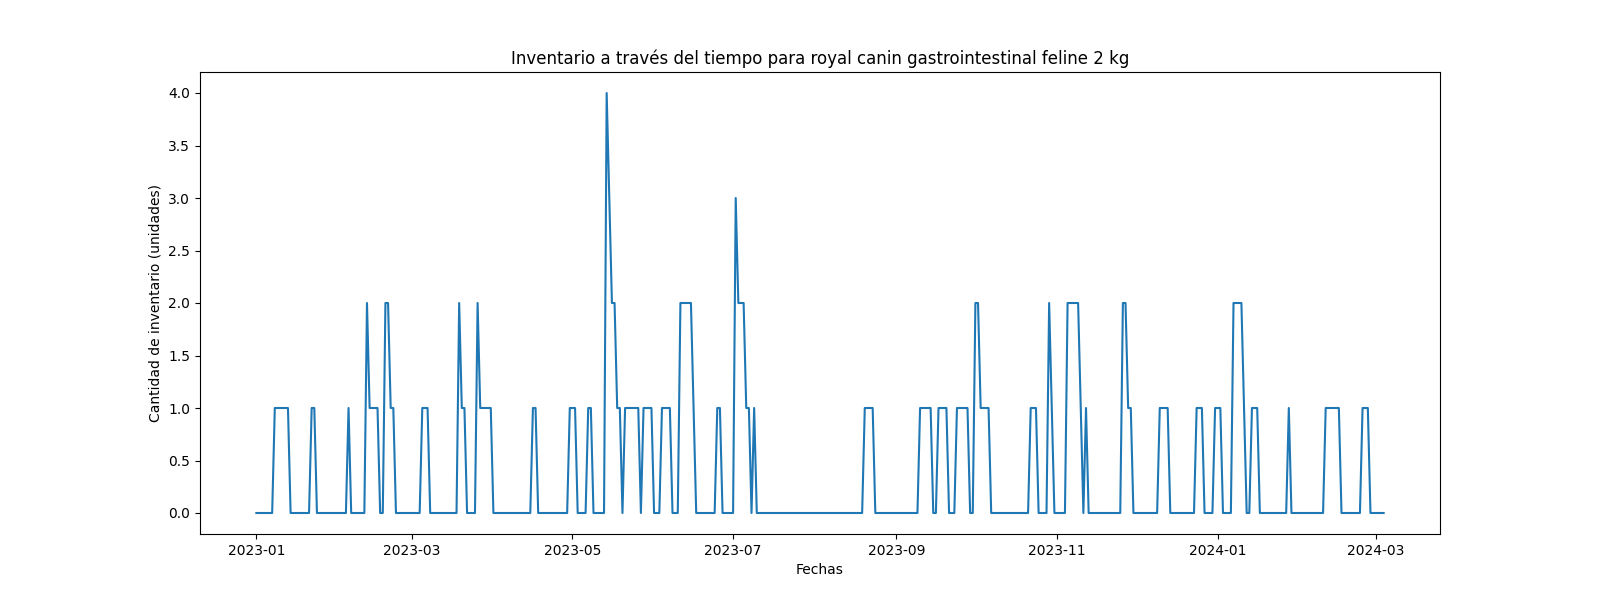 Inventario a través del tiempo para royal canin gastrointestinal feline 2 kg
Cantidad de inventario (unidades)
4.0
3.5
3.0
2.5
2.0
1.5
1.0
0.5
0.0
2023-01 2023-03 2023-05 2023-07 2023-09 2023-11 2024-01 2024-03
Fechas